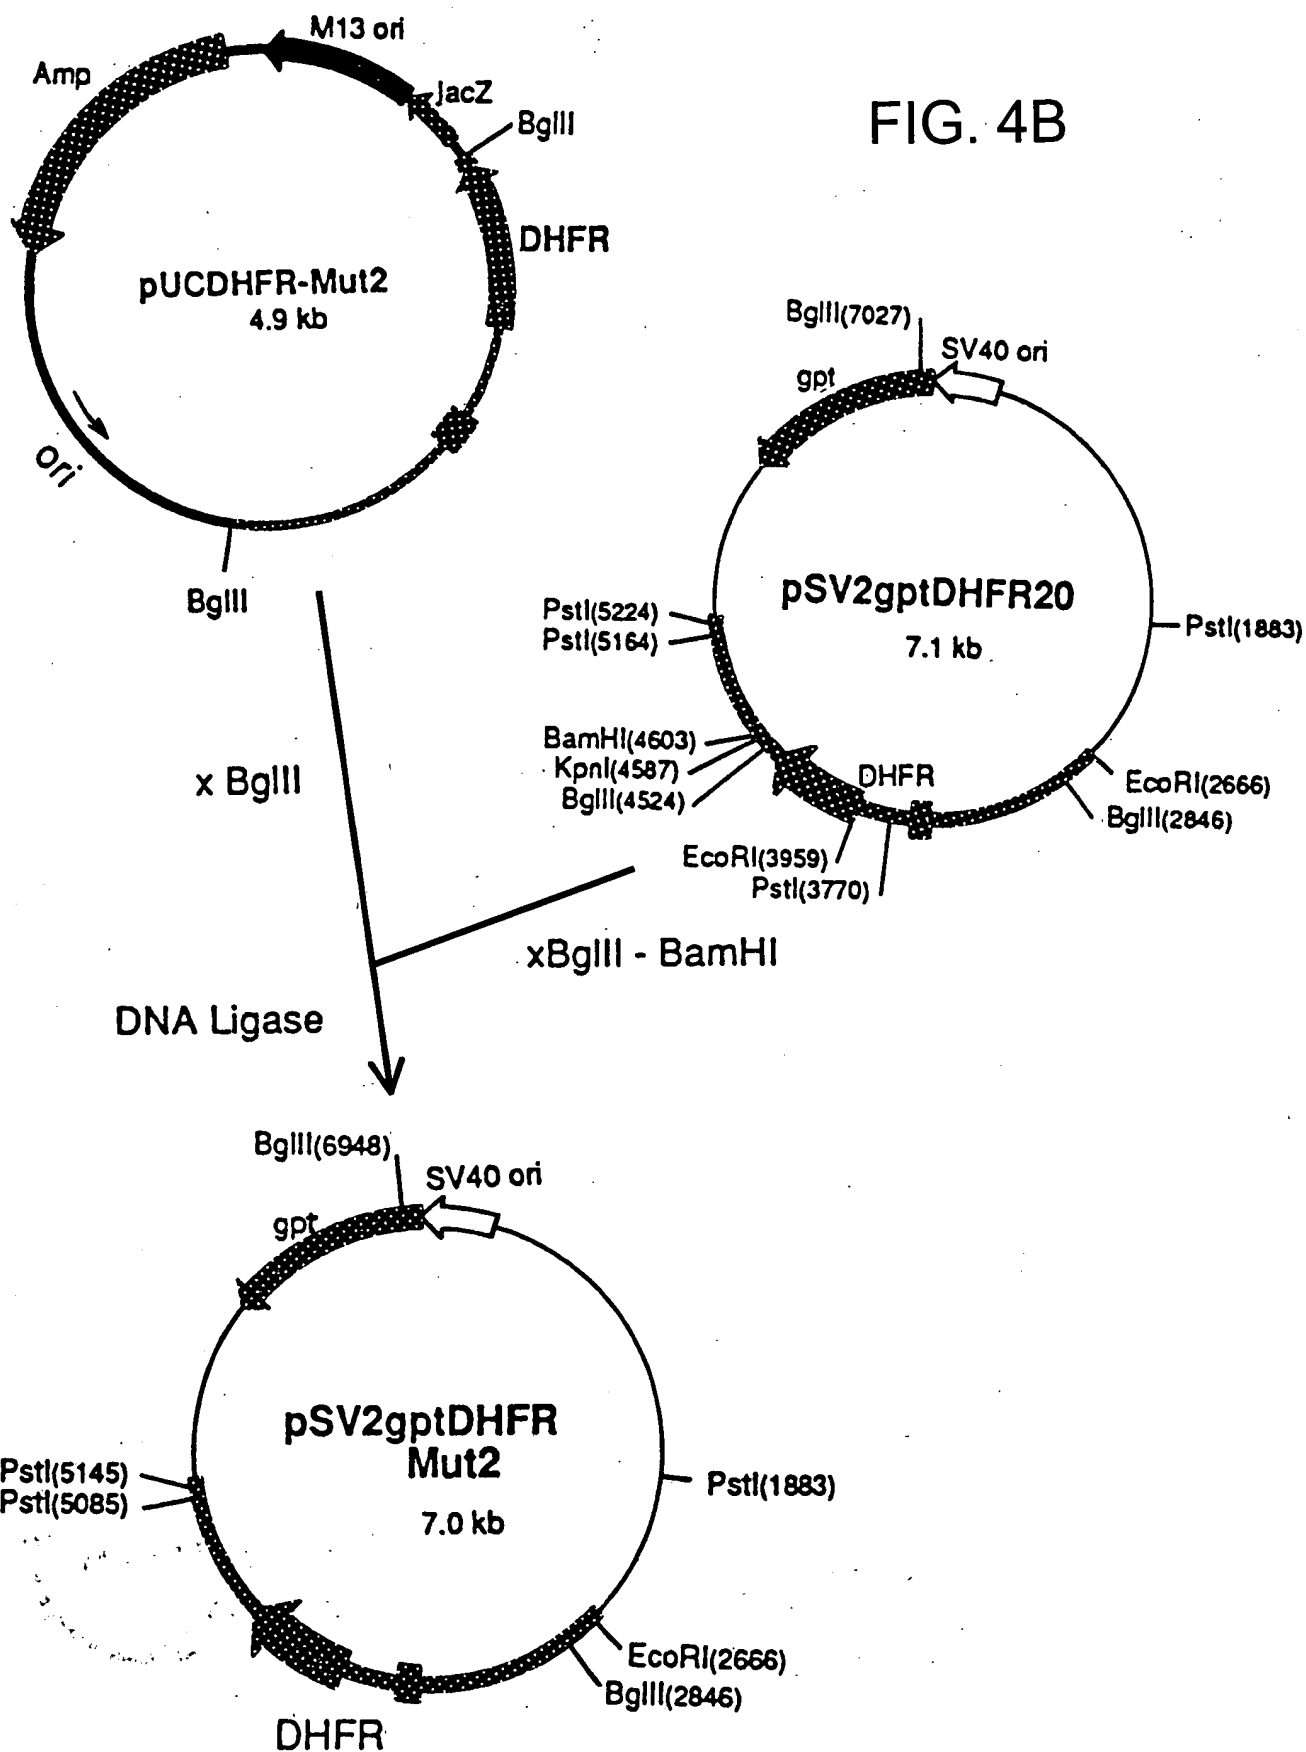 FIG. 4B
M13 ori
Amp
lacZ
BglII
DHFR
pUCDHFR-Mut2
4.9 kb
ori
BglII
BglII(7027)
SV40 ori
gpt
pSV2gptDHFR20
7.1 kb
PstI(5224)
PstI(5164)
PstI(1883)
BamHI(4603)
KpnI(4587)
BglII(4524)
DHFR
EcoRI(2666)
BglII(2846)
EcoRI(3959)
PstI(3770)
x BglII
xBglII - BamHI
DNA Ligase
BglII(6948)
SV40 ori
gpt
pSV2gptDHFR
Mut2
7.0 kb
PstI(5145)
PstI(5085)
PstI(1883)
EcoRI(2666)
BglII(2846)
DHFR